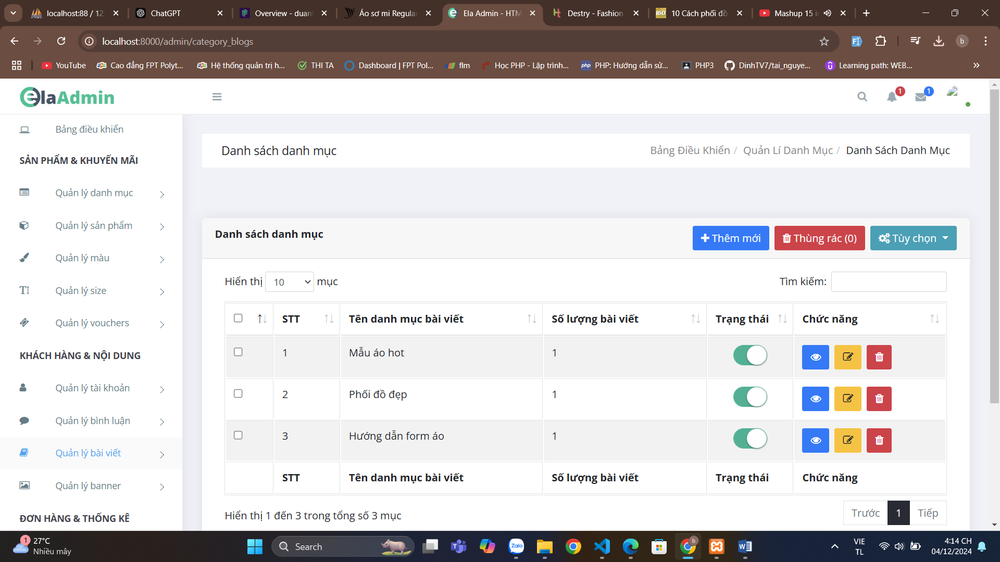 localhost:88 / 12
ChatGPT
Overview - duan
Áo sơ mi Regula
Ela Admin - HTM
Destry - Fashion
10 Cách phối đồ
Mashup 15 i
localhost:8000/admin/category_blogs
b
YouTube
Cao đẳng FPT Polyt...
Hệ thống quản trị h...
THI TA
Dashboard | FPT Pol...
flm
Học PHP - Lập trình...
php
PHP: Hướng dẫn sử...
PHP3
DinhTV7/tai_nguye...
Learning path: WEB...
elaAdmin
1
1
Bảng điều khiển
SẢN PHẨM & KHUYẾN MÃI
Quản lý danh mục
Quản lý sản phẩm
Quản lý màu
Quản lý size
Quản lý vouchers
KHÁCH HÀNG & NỘI DUNG
Quản lý tài khoản
Quản lý bình luận
Quản lý bài viết
Quản lý banner
ĐƠN HÀNG & THỐNG KÊ
Danh sách danh mục
Bảng Điều Khiển / Quản Lí Danh Mục / Danh Sách Danh Mục
Danh sách danh mục
Thêm mới
Thùng rác (0)
Tùy chọn
Hiển thị 10 mục
Tìm kiếm:
STT Tên danh mục bài viết Số lượng bài viết Trạng thái Chức năng
1 Mẫu áo hot 1
2 Phối đồ đẹp 1
3 Hướng dẫn form áo 1
STT Tên danh mục bài viết Số lượng bài viết Trạng thái Chức năng
Hiển thị 1 đến 3 trong tổng số 3 mục
Trước 1 Tiếp
1
27°C
Nhiều mây
Search
Zalo
b
VIE
TL
4:14 CH
04/12/2024